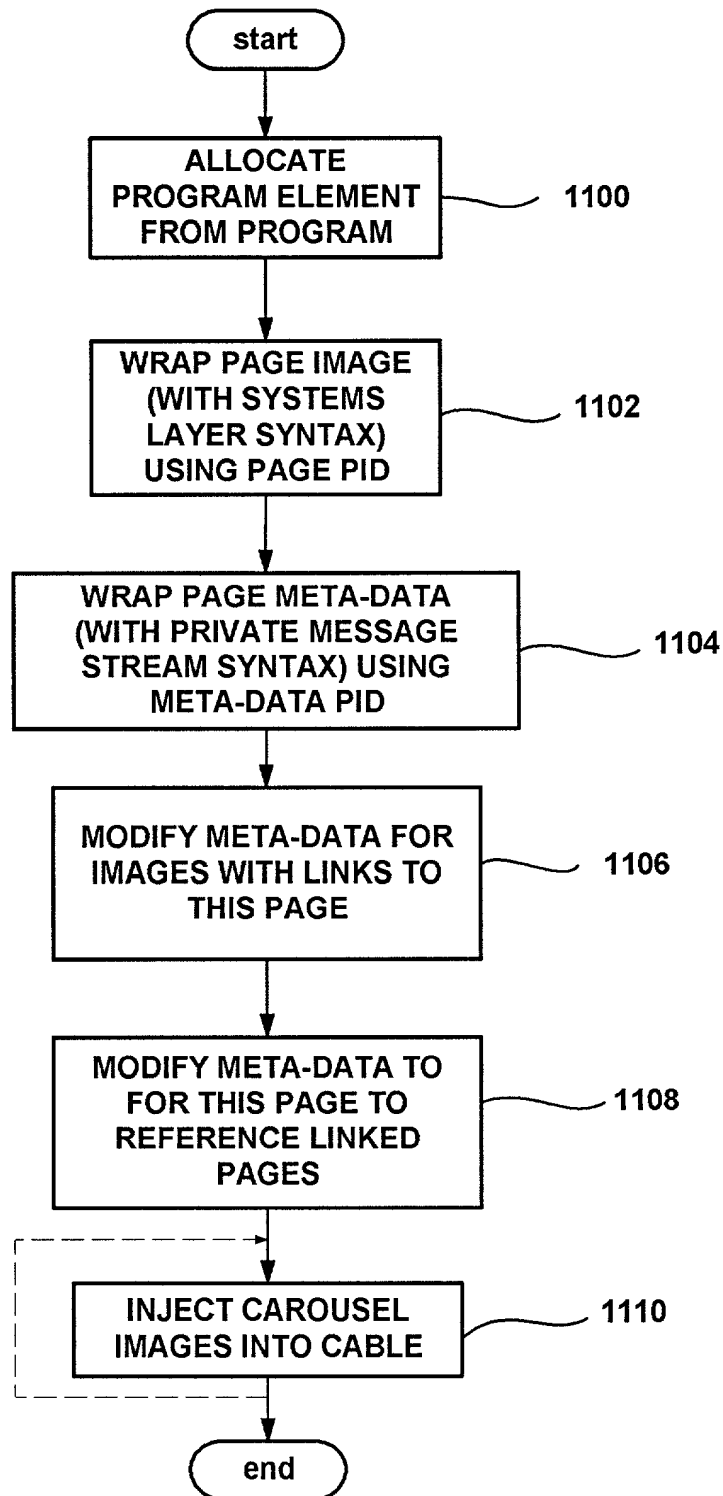 start
ALLOCATE
PROGRAM ELEMENT
FROM PROGRAM
1100
WRAP PAGE IMAGE
(WITH SYSTEMS
LAYER SYNTAX)
USING PAGE PID
1102
WRAP PAGE META-DATA
(WITH PRIVATE MESSAGE
STREAM SYNTAX) USING
META-DATA PID
1104
MODIFY META-DATA FOR
IMAGES WITH LINKS TO
THIS PAGE
1106
MODIFY META-DATA TO
FOR THIS PAGE TO
REFERENCE LINKED
PAGES
1108
INJECT CAROUSEL
IMAGES INTO CABLE
1110
end